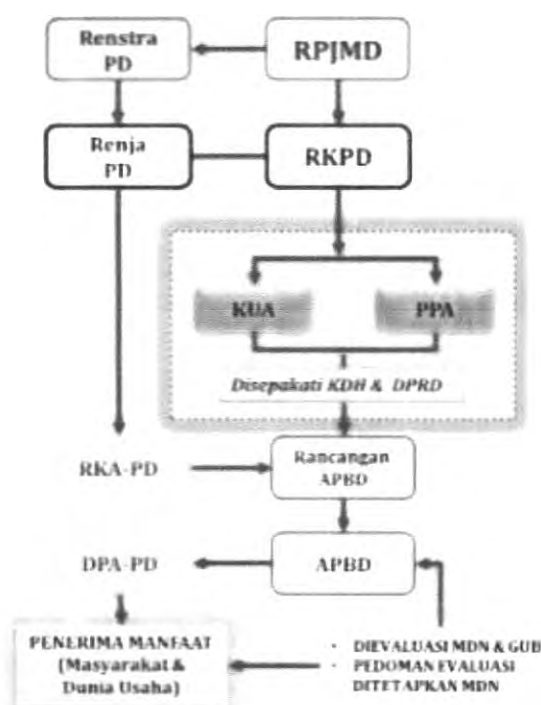 Renstra
PD
RPJMD
Renja
PD
RKPD
KUA
PPA
Disepakati KDH & DPRD
RKA-PD
Rancangan
APBD
DPA-PD
APBD
PENERIMA MANFAAT
(Masyarakat &
Dunia Usaha)
· DIEVALUASI MDN & GUB
· PEDOMAN EVALUASI
DITETAPKAN MDN